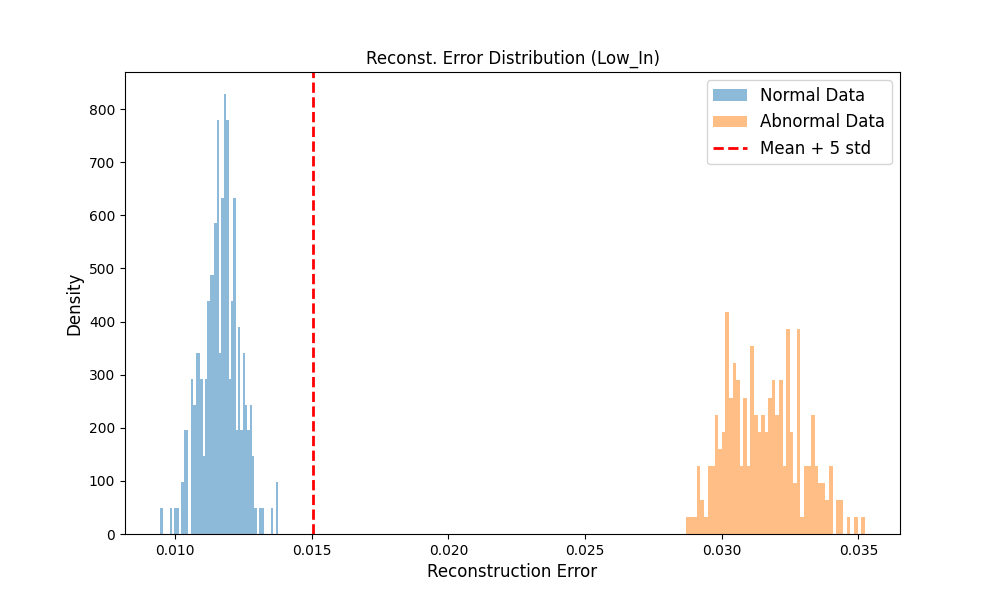 Reconst. Error Distribution (Low_In)
Normal Data
Abnormal Data
Mean + 5 std
Density
800
700
600
500
400
300
200
100
0
0.010
0.015
0.020
0.025
0.030
0.035
Reconstruction Error